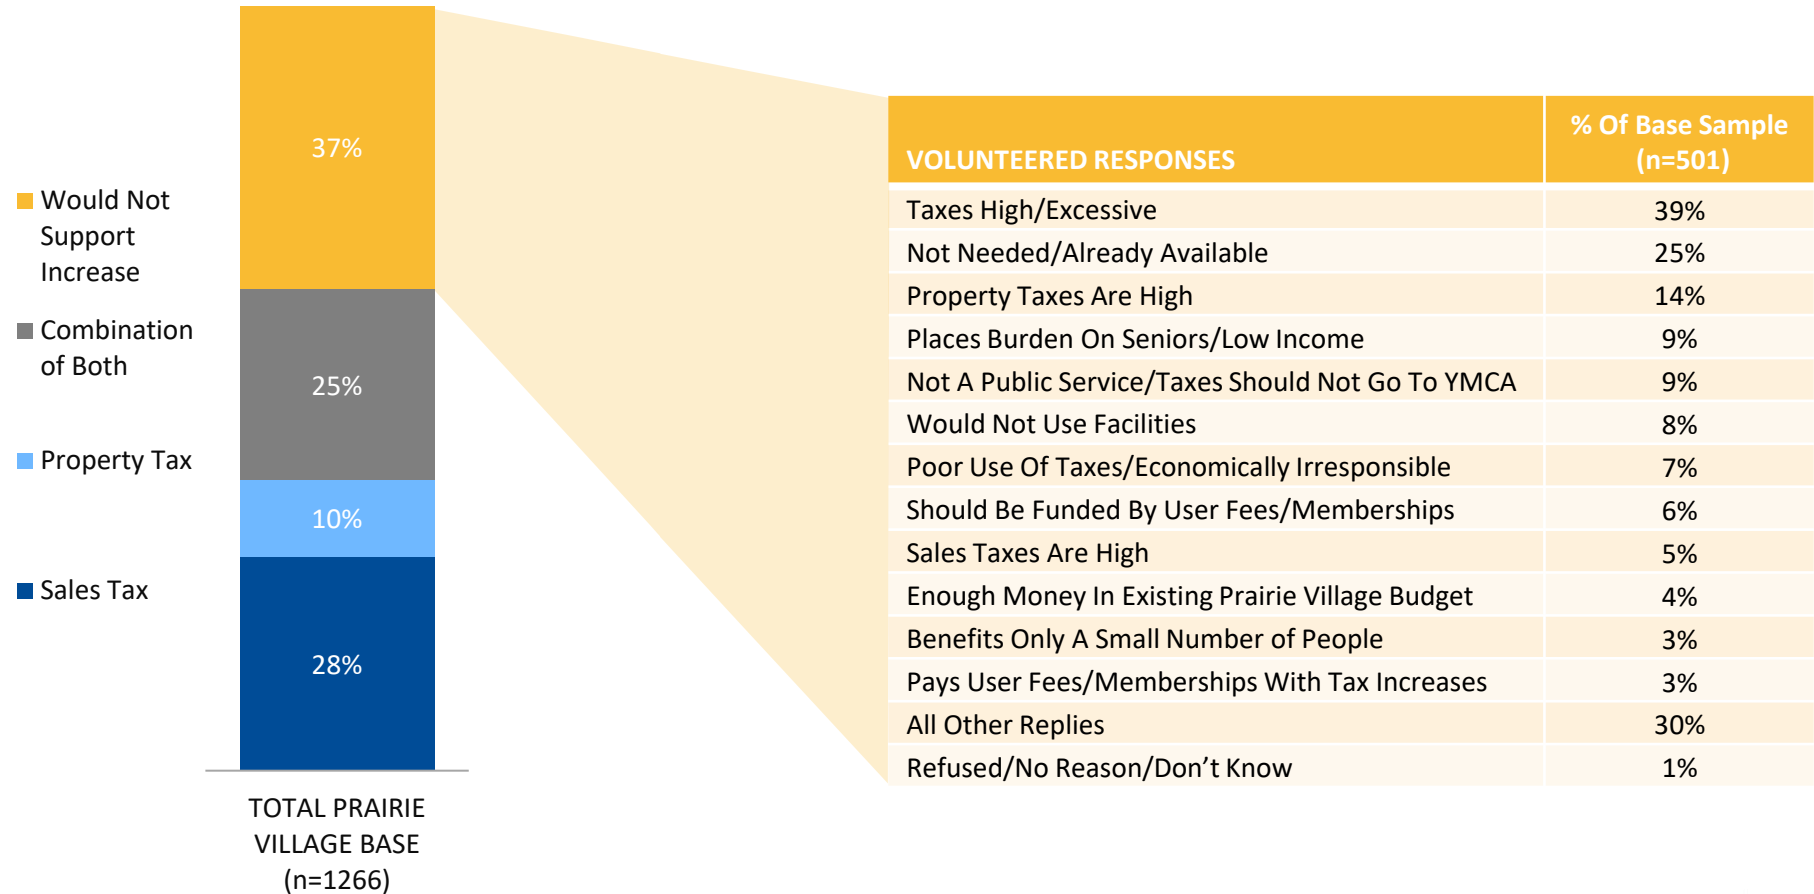 Would Not
Support
Increase
Combination
of Both
Property Tax
Sales Tax
37%
25%
10%
28%
TOTAL PRAIRIE
VILLAGE BASE
(n=1266)
VOLUNTEERED RESPONSES % Of Base Sample
(n=501)
Taxes High/Excessive 39%
Not Needed/Already Available 25%
Property Taxes Are High 14%
Places Burden On Seniors/Low Income 9%
Not A Public Service/Taxes Should Not Go To YMCA 9%
Would Not Use Facilities 8%
Poor Use Of Taxes/Economically Irresponsible 7%
Should Be Funded By User Fees/Memberships 6%
Sales Taxes Are High 5%
Enough Money In Existing Prairie Village Budget 4%
Benefits Only A Small Number of People 3%
Pays User Fees/Memberships With Tax Increases 3%
All Other Replies 30%
Refused/No Reason/Don’t Know 1%